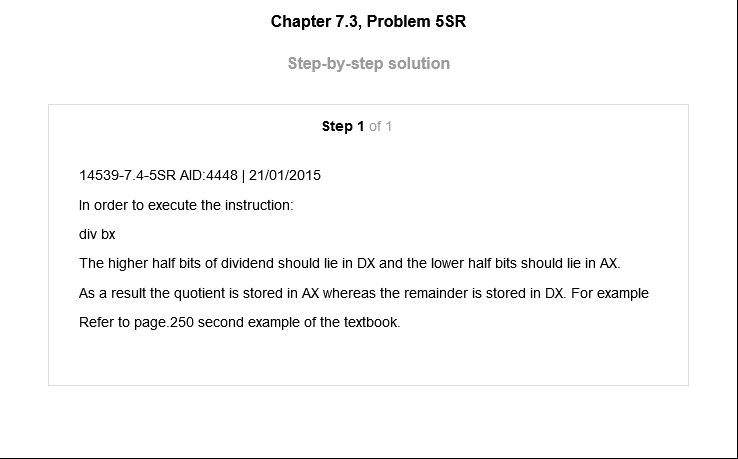 Chapter 7.3, Problem 5SR
Step-by-step solution
Step 1 of 1
14539-7.4-5SR AID:4448 | 21/01/2015
In order to execute the instruction:
div bx
The higher half bits of dividend should lie in DX and the lower half bits should lie in AX.
As a result the quotient is stored in AX whereas the remainder is stored in DX. For example
Refer to page.250 second example of the textbook.